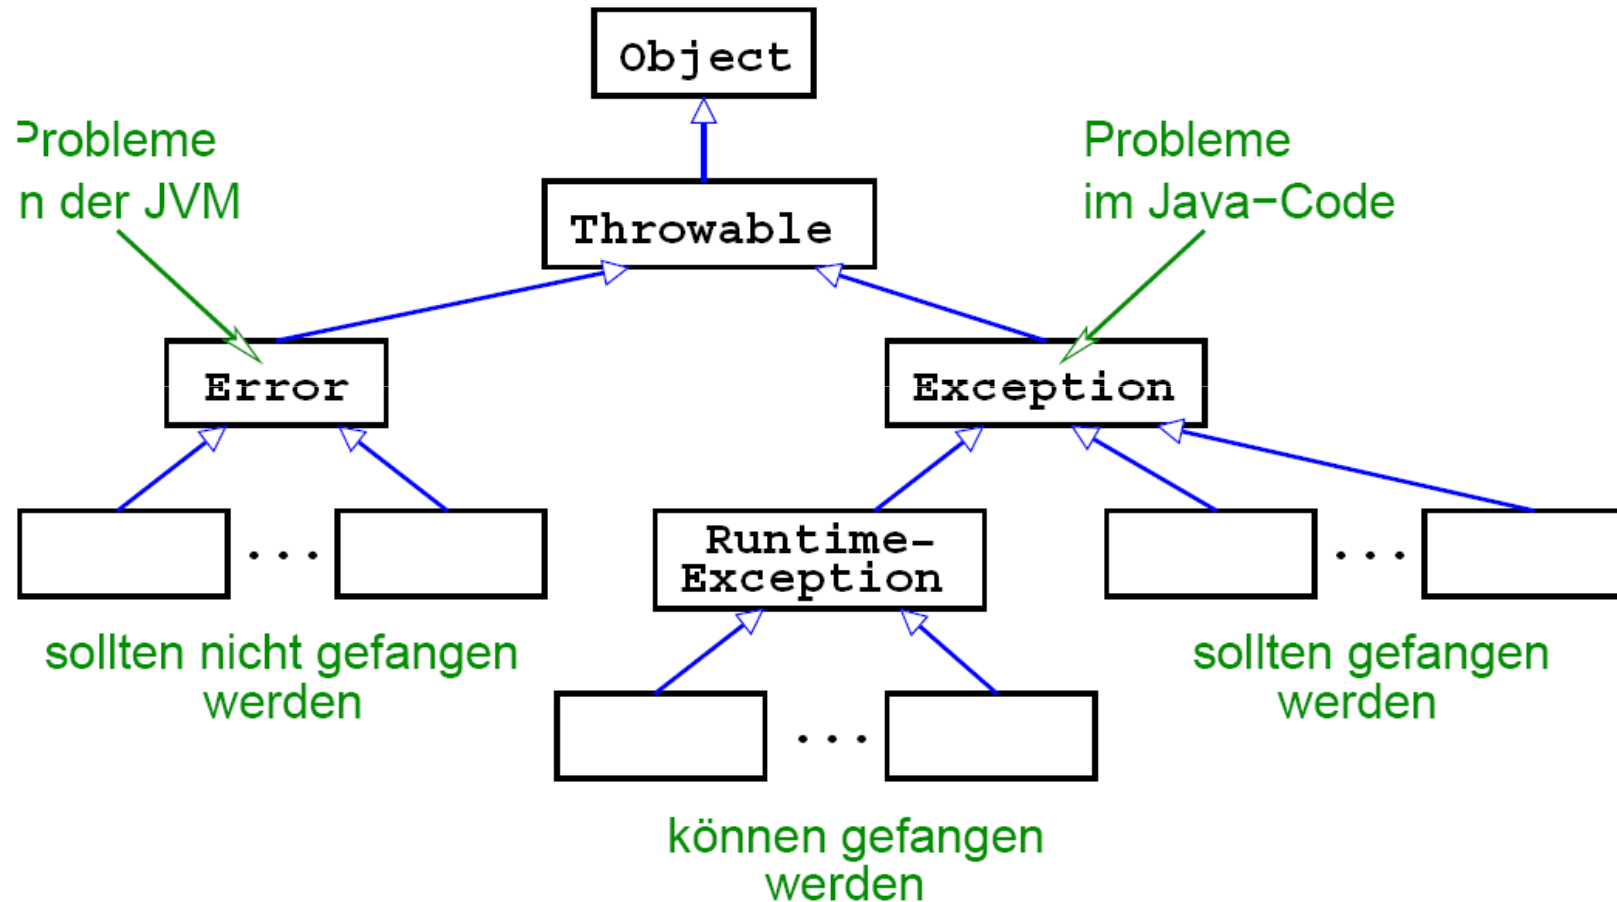 Object
Probleme
n der JVM
Probleme
im Java-Code
Throwable
Error
Exception
...
Runtime-
Exception
...
sollten nicht gefangen
werden
sollten gefangen
werden
...
können gefangen
werden